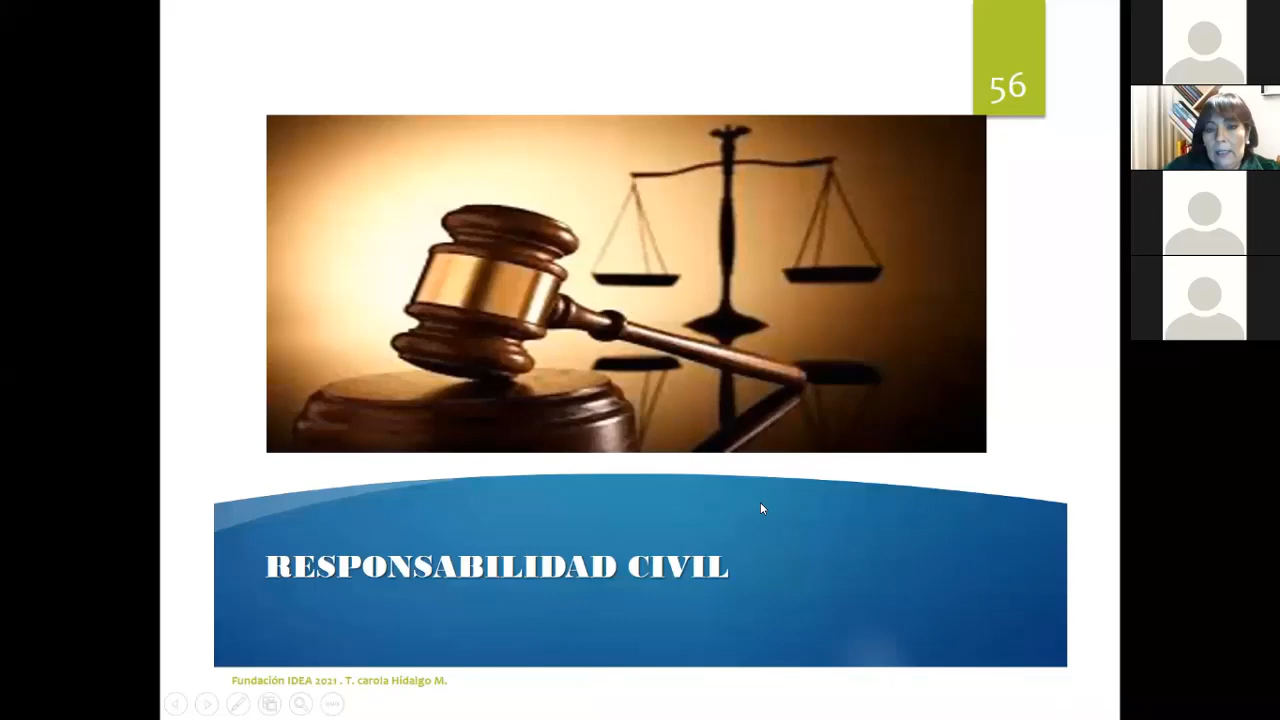 56
RESPONSABILIDAD CIVIL
Fundación IDEA 2021 . T. carola Hidalgo M.